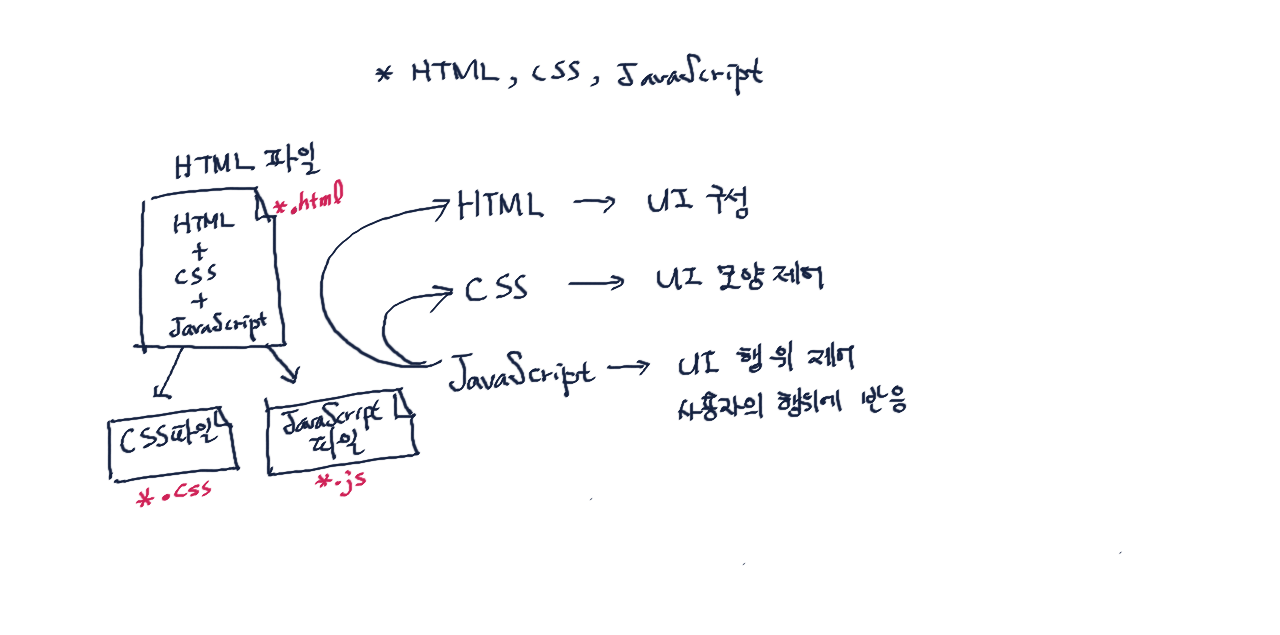 * HTML, CSS, JavaScript
HTML 파일
*.html
HTML
+
CSS
+
JavaScript
CSS파일
*.css
JavaScript
파일
*.js
HTML → UI 구성
CSS → UI 모양 제어
JavaScript → UI 행위 제어
사용자의 행위에 반응